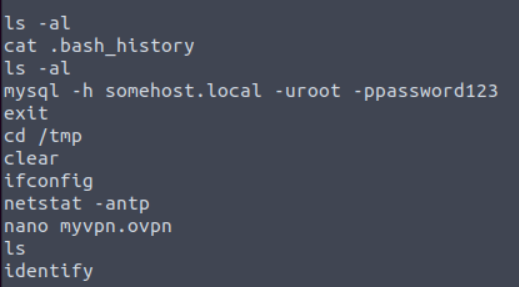 ls -al
cat .bash_history
ls -al
mysql -h somehost.local -uroot -ppassword123
exit
cd /tmp
clear
ifconfig
netstat -antp
nano myvpn.ovpn
ls
identify